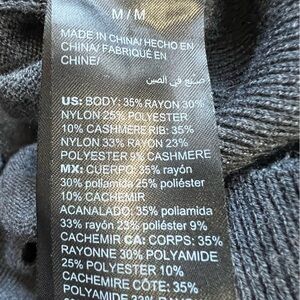 M / M
MADE IN CHINA/ HECHO EN
CHINA/ FABRIQUÉ EN
CHINE/
صنع في الصين
US: BODY: 35% RAYON 30%
NYLON 25% POLYESTER
10% CASHMERE RIB: 35%
NYLON 33% RAYON 23%
POLYESTER 9% CASHMERE
MX: CUERPO: 35% rayón
30% poliamida 25% poliéster
10% CACHEMIR
ACANALADO: 35% poliamida
33% rayón 23% poliéster 9%
CACHEMIR CA: CORPS: 35%
RAYONNE 30% POLYAMIDE
25% POLYESTER 10%
CACHEMIRE CÔTE: 35%
POLYAMIDE 33% RAYONNE